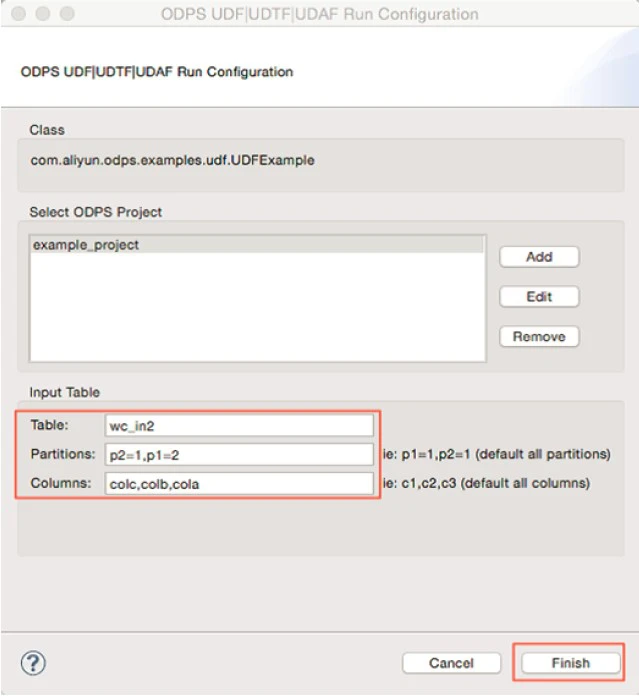 ODPS UDF|UDTF|UDAF Run Configuration
ODPS UDF|UDTF|UDAF Run Configuration
Class
com.aliyun.odps.examples.udf.UDFExample
Select ODPS Project
example_project
Add
Edit
Remove
Input Table
Table: wc_in2
Partitions: p2=1,p1=2 ie: p1=1,p2=1 (default all partitions)
Columns: colc,colb,cola ie: c1,c2,c3 (default all columns)
? Cancel Finish